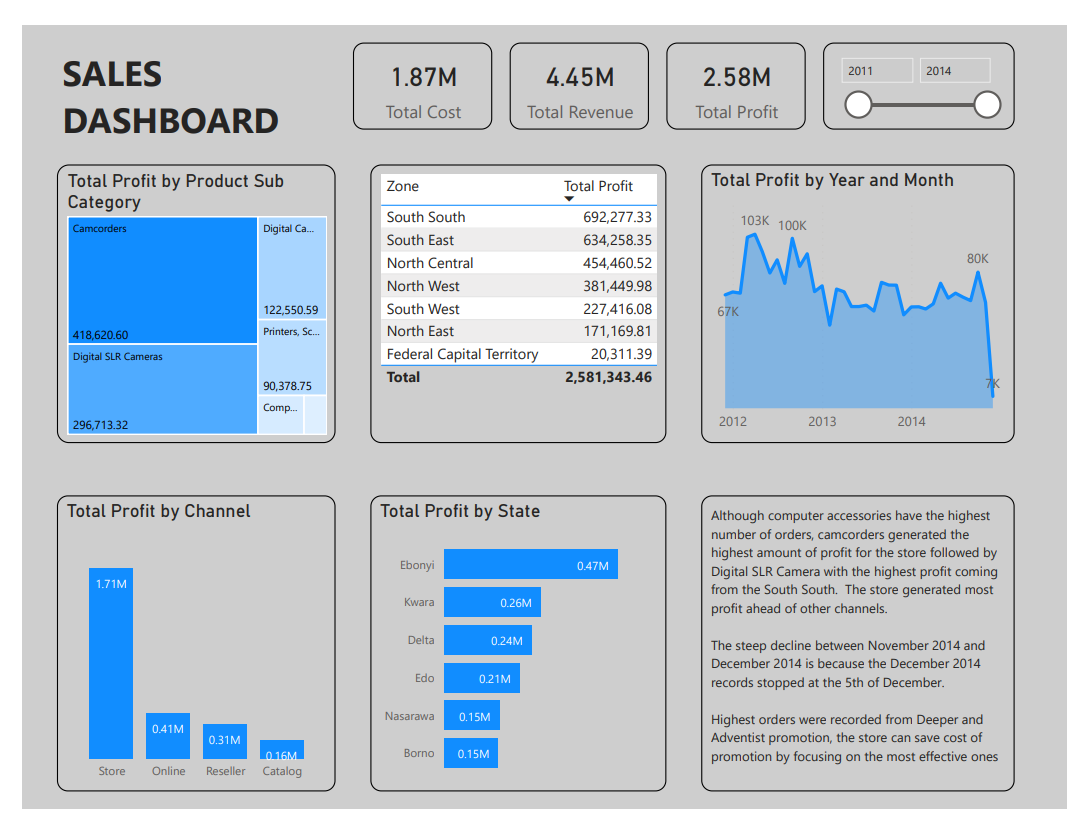 SALES
DASHBOARD
1.87M
Total Cost
4.45M
Total Revenue
2.58M
Total Profit
2011
2014
Total Profit by Product Sub
Category
Camcorders
418,620.60
Digital SLR Cameras
296,713.32
Digital Ca...
122,550.59
Printers, Sc...
90,378.75
Comp...
Zone Total Profit
South South 692,277.33
South East 634,258.35
North Central 454,460.52
North West 381,449.98
South West 227,416.08
North East 171,169.81
Federal Capital Territory 20,311.39
Total 2,581,343.46
Total Profit by Year and Month
103K
100K
80K
67K
7K
2012 2013 2014
Total Profit by Channel
1.71M
0.41M
0.31M
0.16M
Store Online Reseller Catalog
Total Profit by State
Ebonyi 0.47M
Kwara 0.26M
Delta 0.24M
Edo 0.21M
Nasarawa 0.15M
Borno 0.15M
Although computer accessories have the highest
number of orders, camcorders generated the
highest amount of profit for the store followed by
Digital SLR Camera with the highest profit coming
from the South South.  The store generated most
profit ahead of other channels.
The steep decline between November 2014 and
December 2014 is because the December 2014
records stopped at the 5th of December.
Highest orders were recorded from Deeper and
Adventist promotion, the store can save cost of
promotion by focusing on the most effective ones